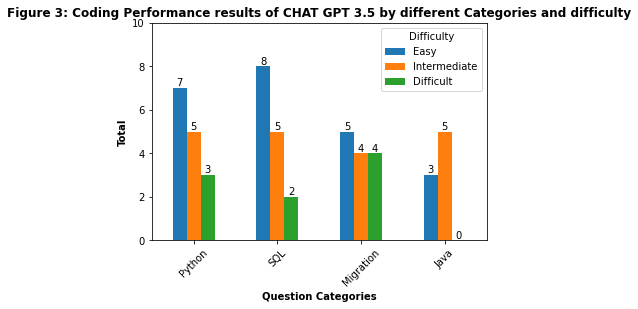 Figure 3: Coding Performance results of CHAT GPT 3.5 by different Categories and difficulty
10
8
6
4
2
0
Total
Difficulty
Easy
Intermediate
Difficult
7
5
3
8
5
2
5
4
4
3
5
0
Python
SQL
Migration
Java
Question Categories